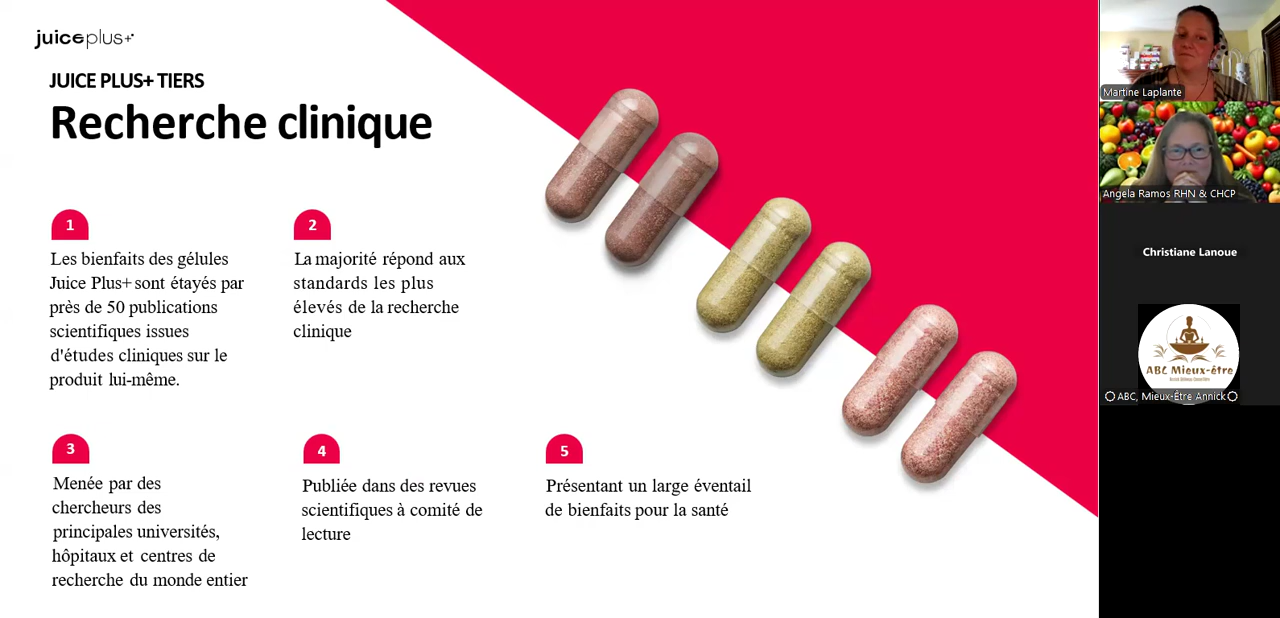 juiceplus+
JUICE PLUS+ TIERS
Recherche clinique
1
Les bienfaits des gélules
Juice Plus+ sont étayés par
près de 50 publications
scientifiques issues
d'études cliniques sur le
produit lui-même.
2
La majorité répond aux
standards les plus
élevés de la recherche
clinique
3
Menée par des
chercheurs des
principales universités,
hôpitaux et centres de
recherche du monde entier
4
Publiée dans des revues
scientifiques à comité de
lecture
5
Présentant un large éventail
de bienfaits pour la santé
Martine Laplante
Angela Ramos RHN & CHCP
Christiane Lanoue
ABC Mieux-être
ABC, Mieux-Être Annick